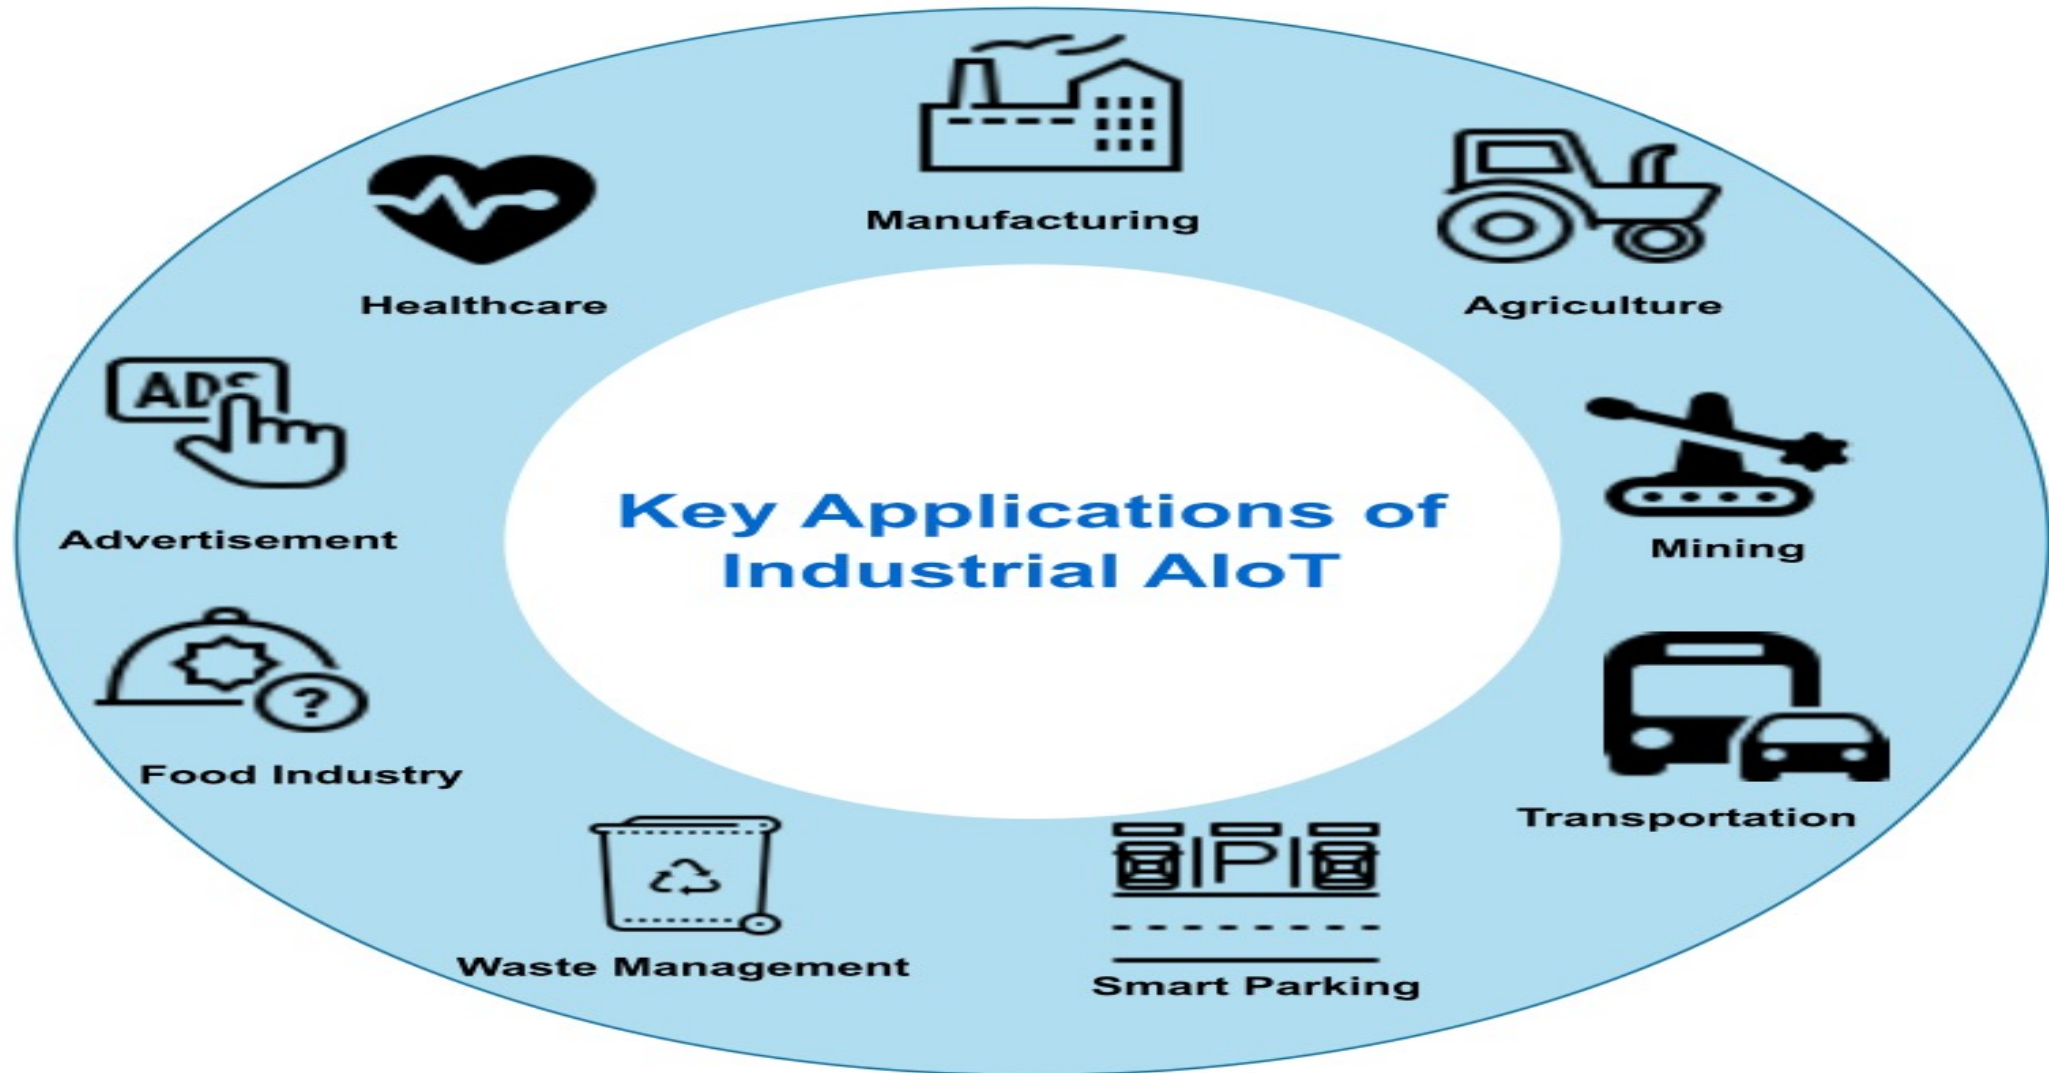 Manufacturing
Healthcare
Agriculture
ADS
Advertisement
Key Applications of
Industrial AIoT
Mining
?
Food Industry
Transportation
P
Waste Management
Smart Parking